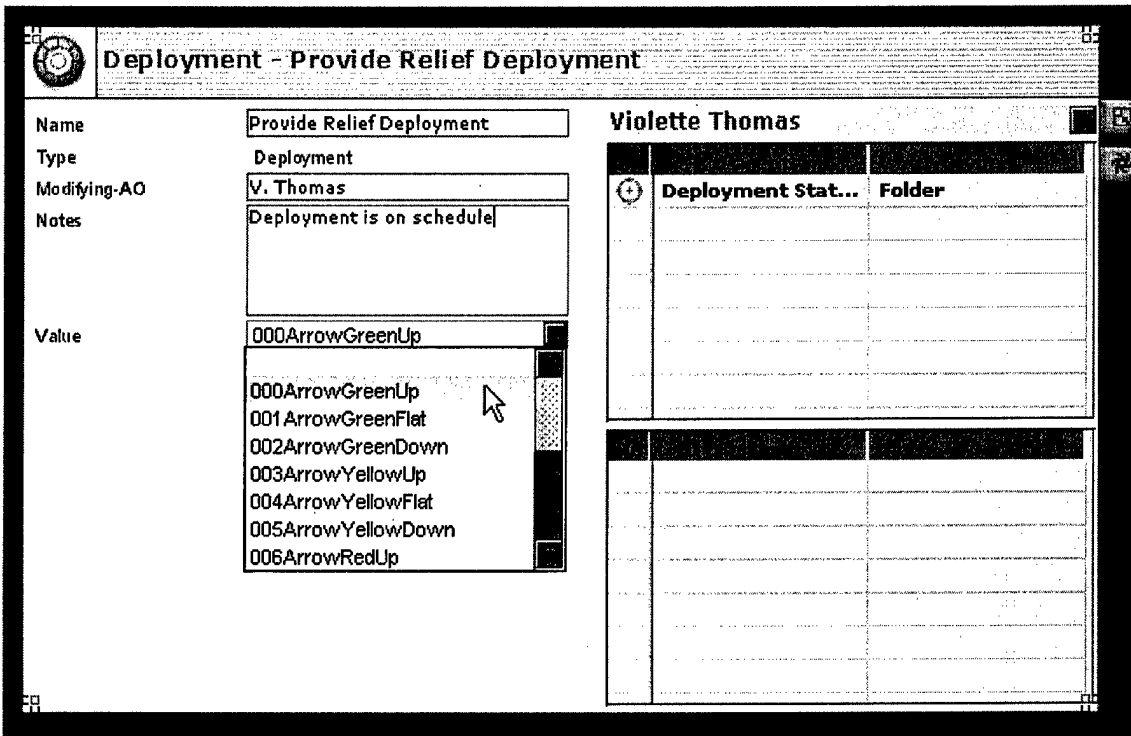 Deployment - Provide Relief Deployment
Name
Provide Relief Deployment
Type
Deployment
Modifying-AO
V. Thomas
Notes
Deployment is on schedule
Value
000ArrowGreenUp
000ArrowGreenUp
001ArrowGreenFlat
002ArrowGreenDown
003ArrowYellowUp
004ArrowYellowFlat
005ArrowYellowDown
006ArrowRedUp
Violette Thomas
Deployment Stat... Folder